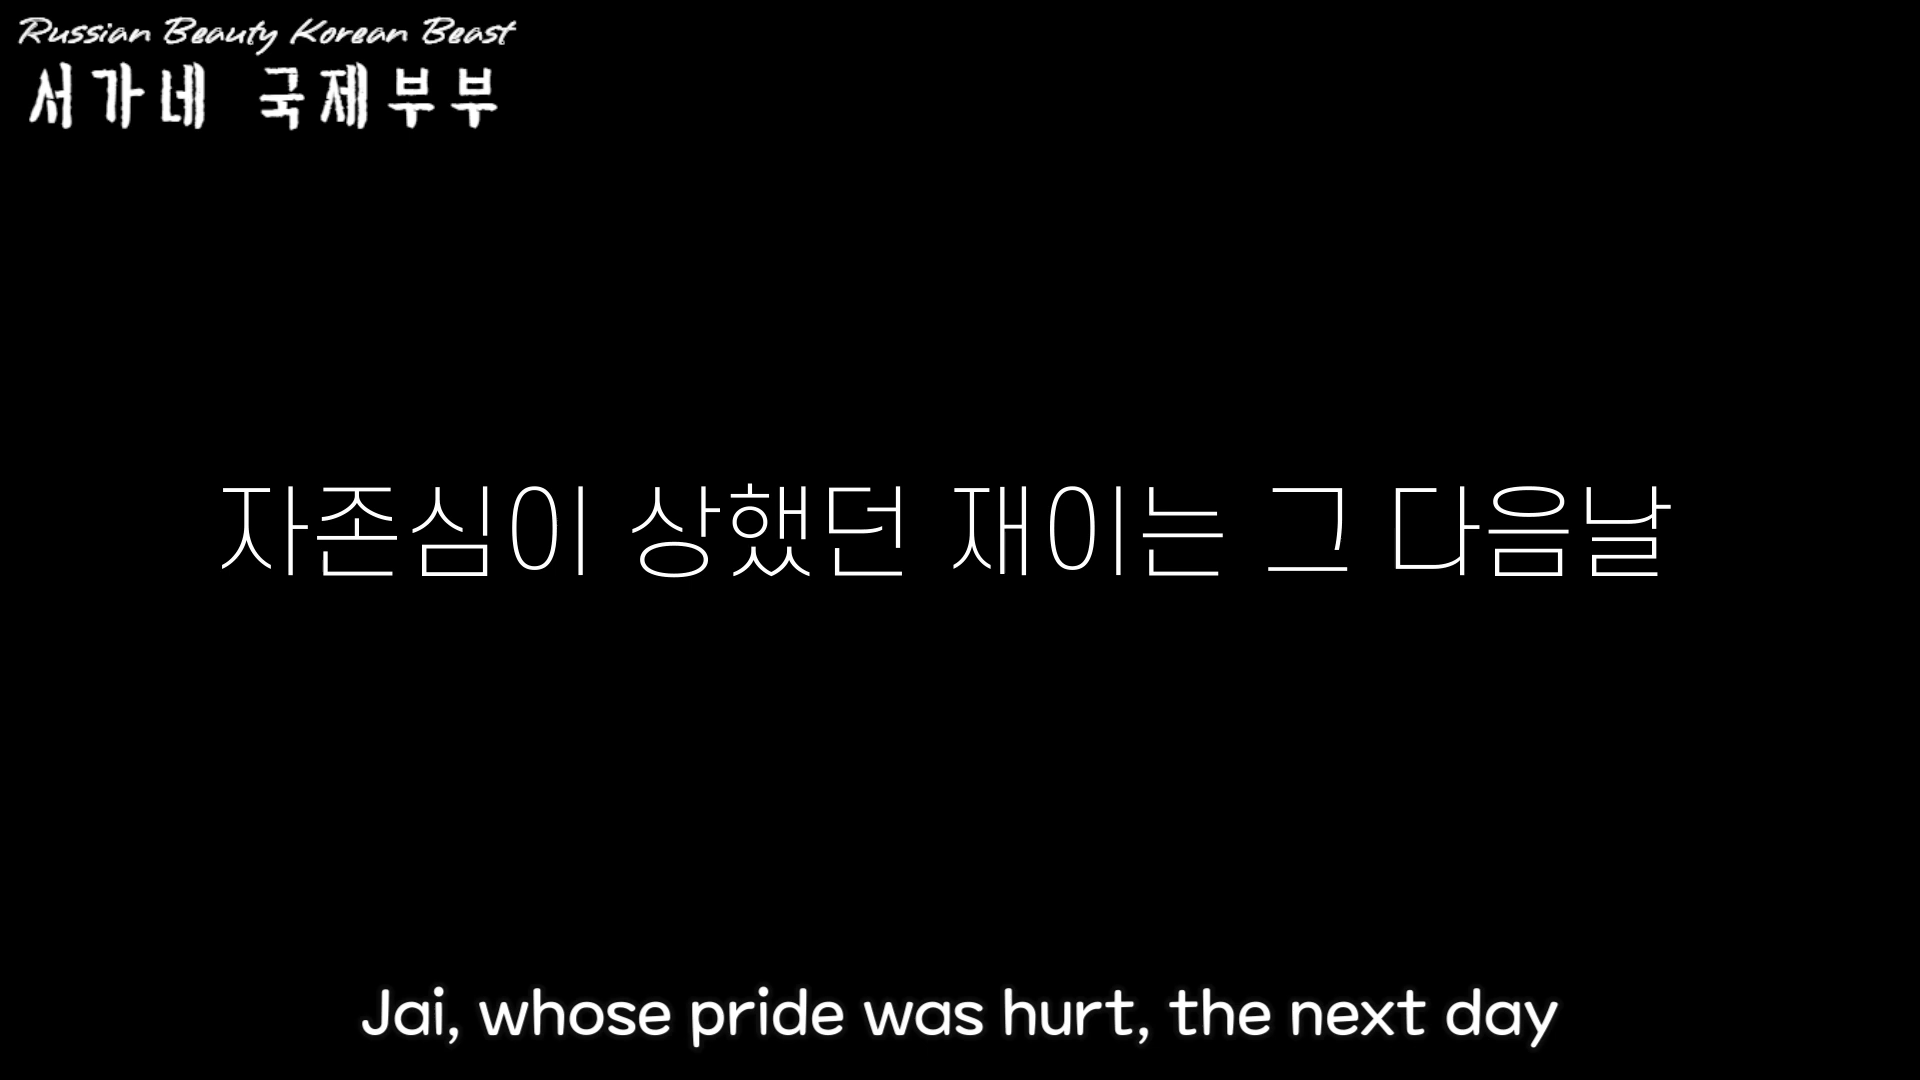 Russian Beauty Korean Beast
서가네 국제부부
자존심이 상했던 재이는 그 다음날
Jai, whose pride was hurt, the next day